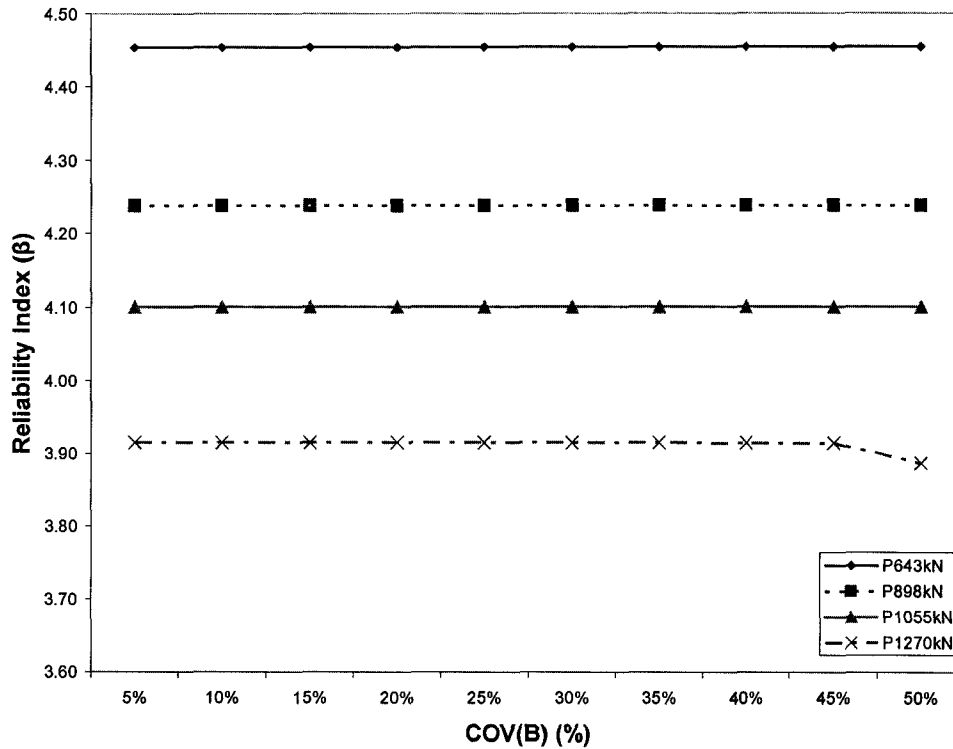 4.50
4.40
4.30
4.20
4.10
4.00
3.90
3.80
3.70
3.60
Reliability Index (β)
5% 10% 15% 20% 25% 30% 35% 40% 45% 50%
COV(B) (%)
P643kN
P898kN
P1055kN
P1270kN